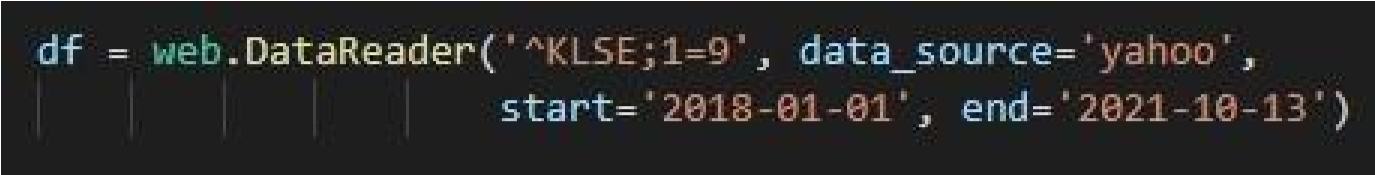 df = web.DataReader('^KLSE;1=9', data_source='yahoo',
start='2018-01-01', end='2021-10-13')